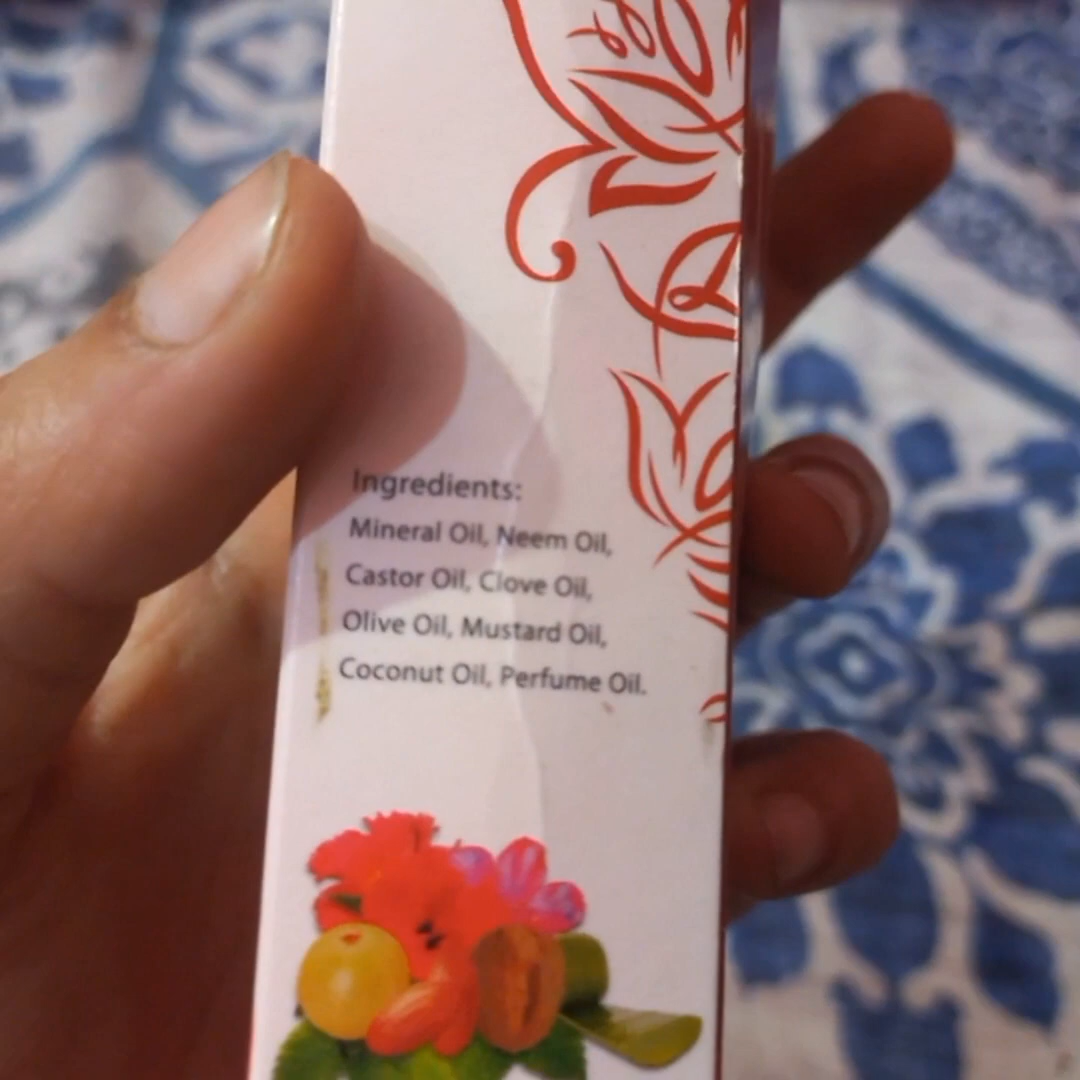 Ingredients:
Mineral Oil, Neem Oil,
Castor Oil, Clove Oil,
Olive Oil, Mustard Oil,
Coconut Oil, Perfume Oil.